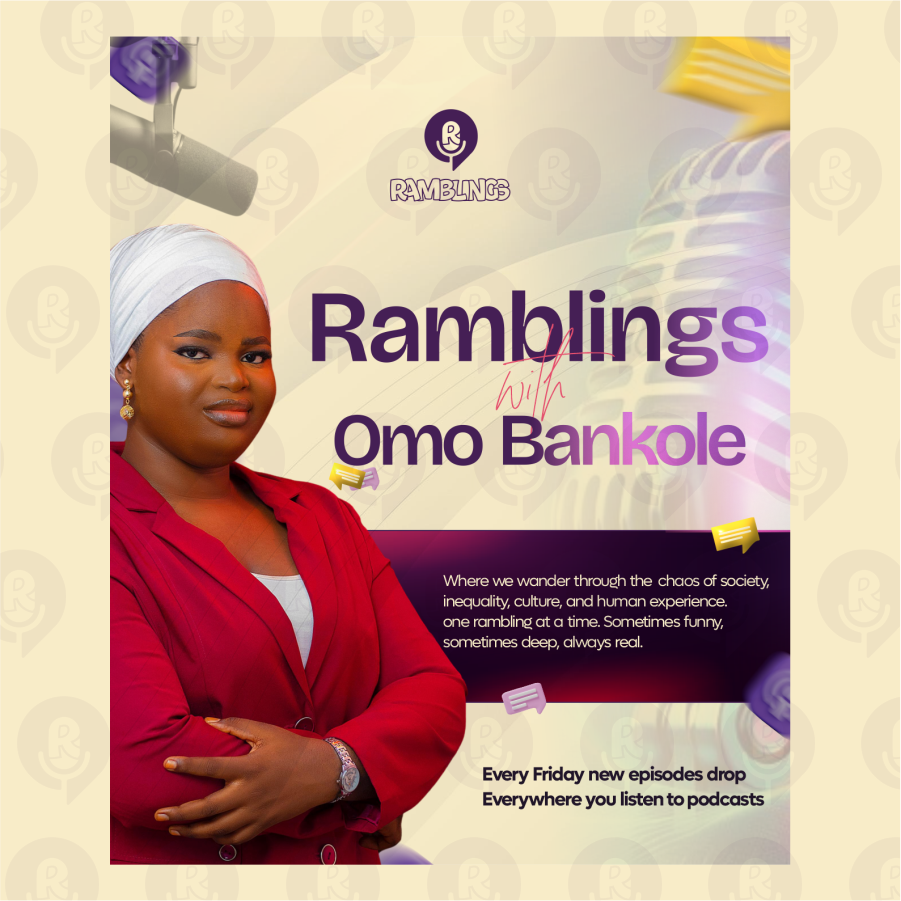 R
RAMBLINGS
Ramblings
with
Omo Bankole
Where we wander through the chaos of society,
inequality, culture, and human experience.
one rambling at a time. Sometimes funny,
sometimes deep, always real.
Every Friday new episodes drop
Everywhere you listen to podcasts